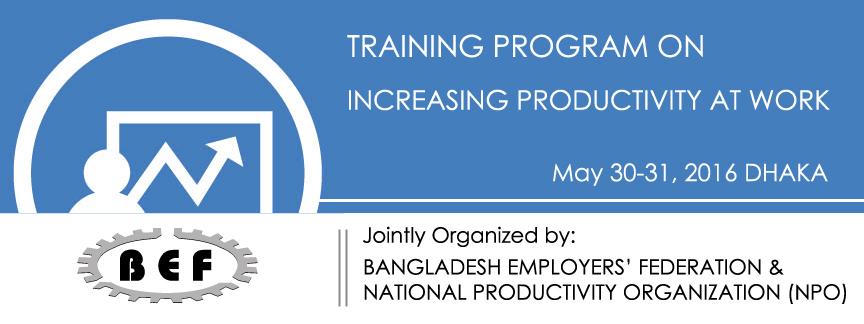 TRAINING PROGRAM ON
INCREASING PRODUCTIVITY AT WORK
May 30-31, 2016 DHAKA
BEF
Jointly Organized by:
BANGLADESH EMPLOYERS’ FEDERATION &
NATIONAL PRODUCTIVITY ORGANIZATION (NPO)